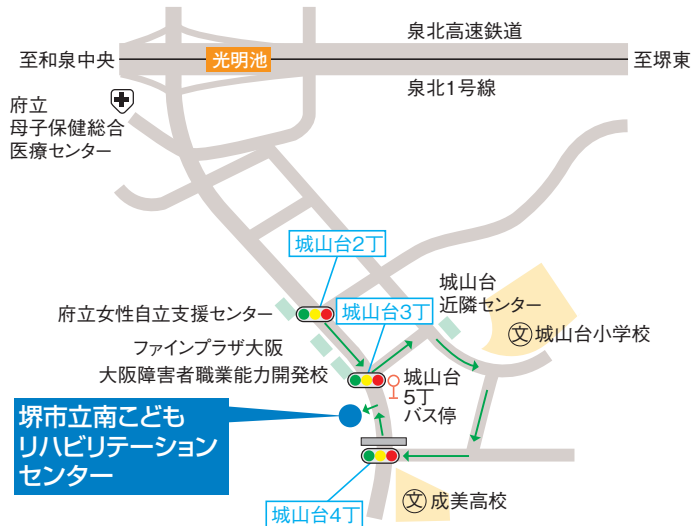 泉北高速鉄道
至和泉中央
光明池
至堺東
泉北1号線
府立
母子保健総合
医療センター
城山台2丁
城山台
近隣センター
府立女性自立支援センター
城山台3丁
文城山台小学校
ファインプラザ大阪
大阪障害者職業能力開発校
城山台
5丁
バス停
堺市立南こども
リハビリテーション
センター
文成美高校
城山台4丁